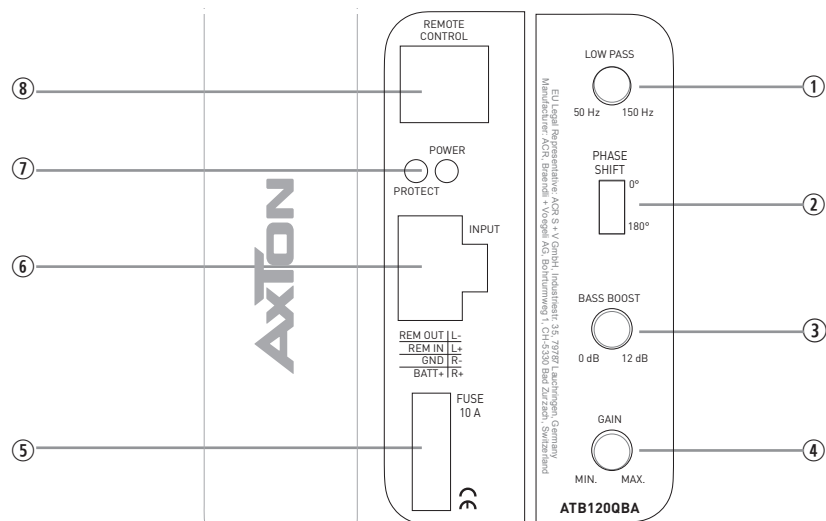 REMOTE
CONTROL
⑧
POWER
⑦
PROTECT
AXTON
INPUT
⑥
REM OUT | L-
REM IN | L+
GND | R-
BATT+ | R+
FUSE
10 A
⑤
CE
EU Legal Representative: ACR S + V GmbH, Industriestr. 35, 79787 Lauchringen, Germany
Manufacturer: ACR, Braendli + Voegeli AG, Bohrturmweg 1, CH-5330 Bad Zurzach, Switzerland
LOW PASS
①
50 Hz 150 Hz
PHASE
SHIFT
0°
②
180°
BASS BOOST
③
0 dB 12 dB
GAIN
④
MIN. MAX.
ATB120QBA